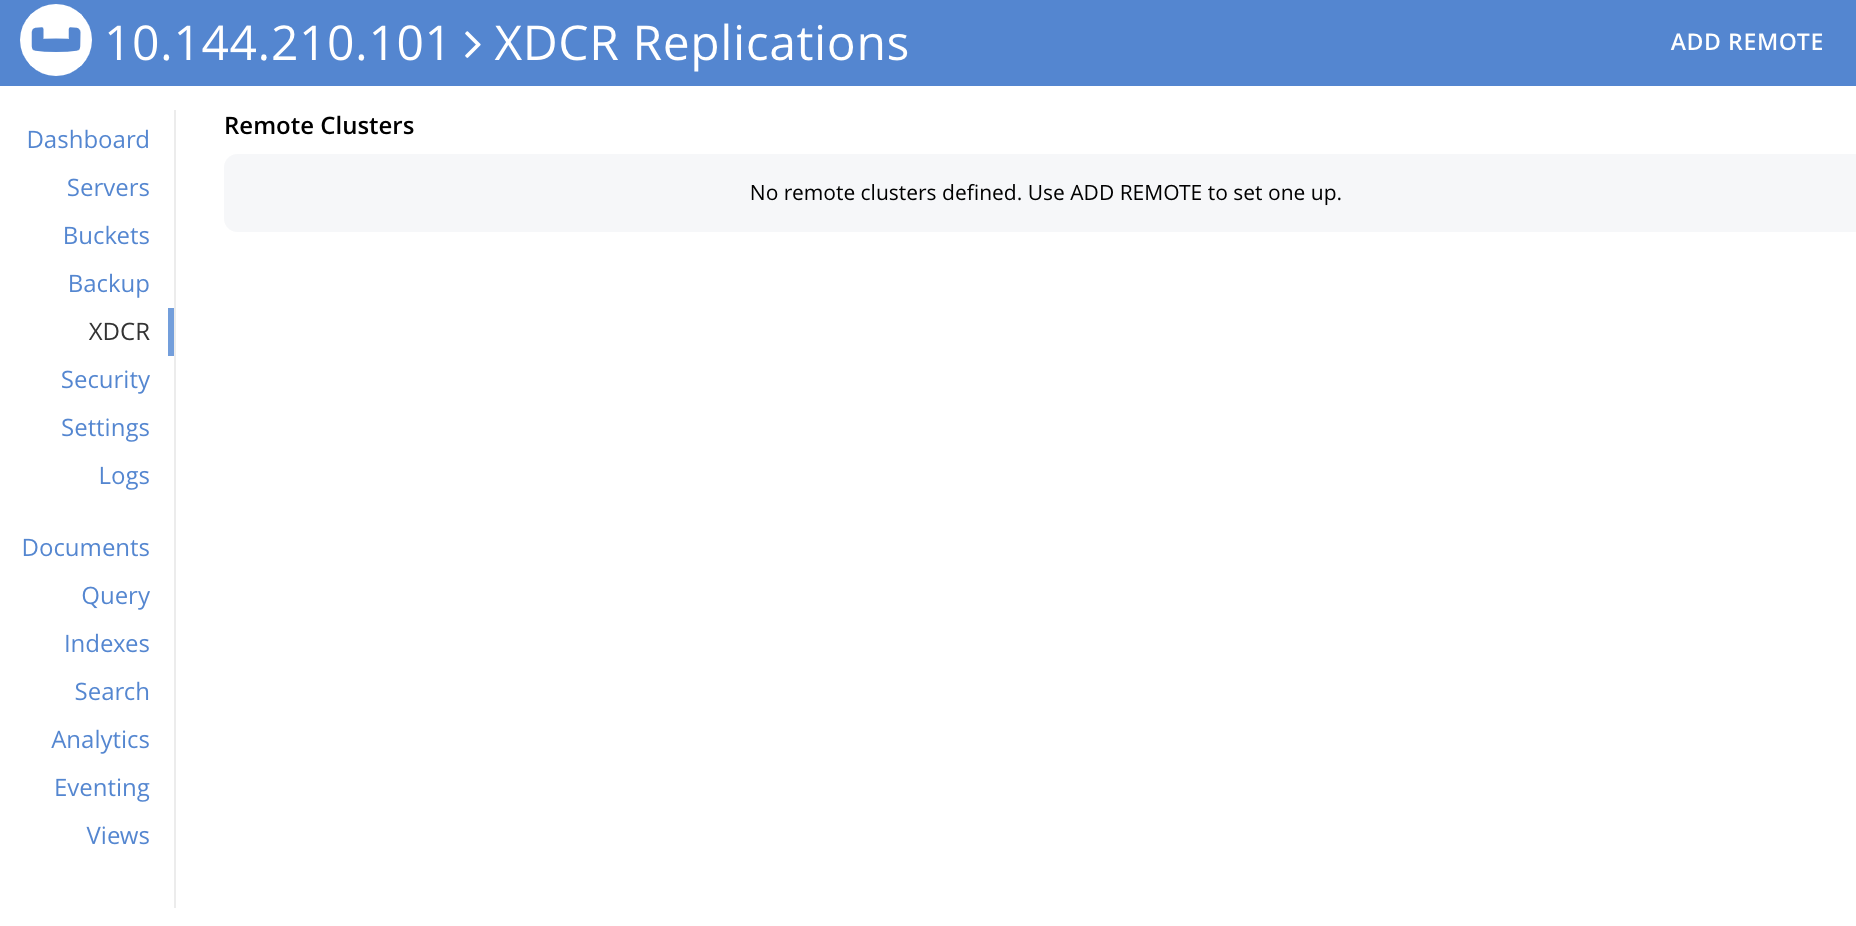 10.144.210.101 > XDCR Replications
ADD REMOTE
Dashboard
Servers
Buckets
Backup
XDCR
Security
Settings
Logs
Documents
Query
Indexes
Search
Analytics
Eventing
Views
Remote Clusters
No remote clusters defined. Use ADD REMOTE to set one up.